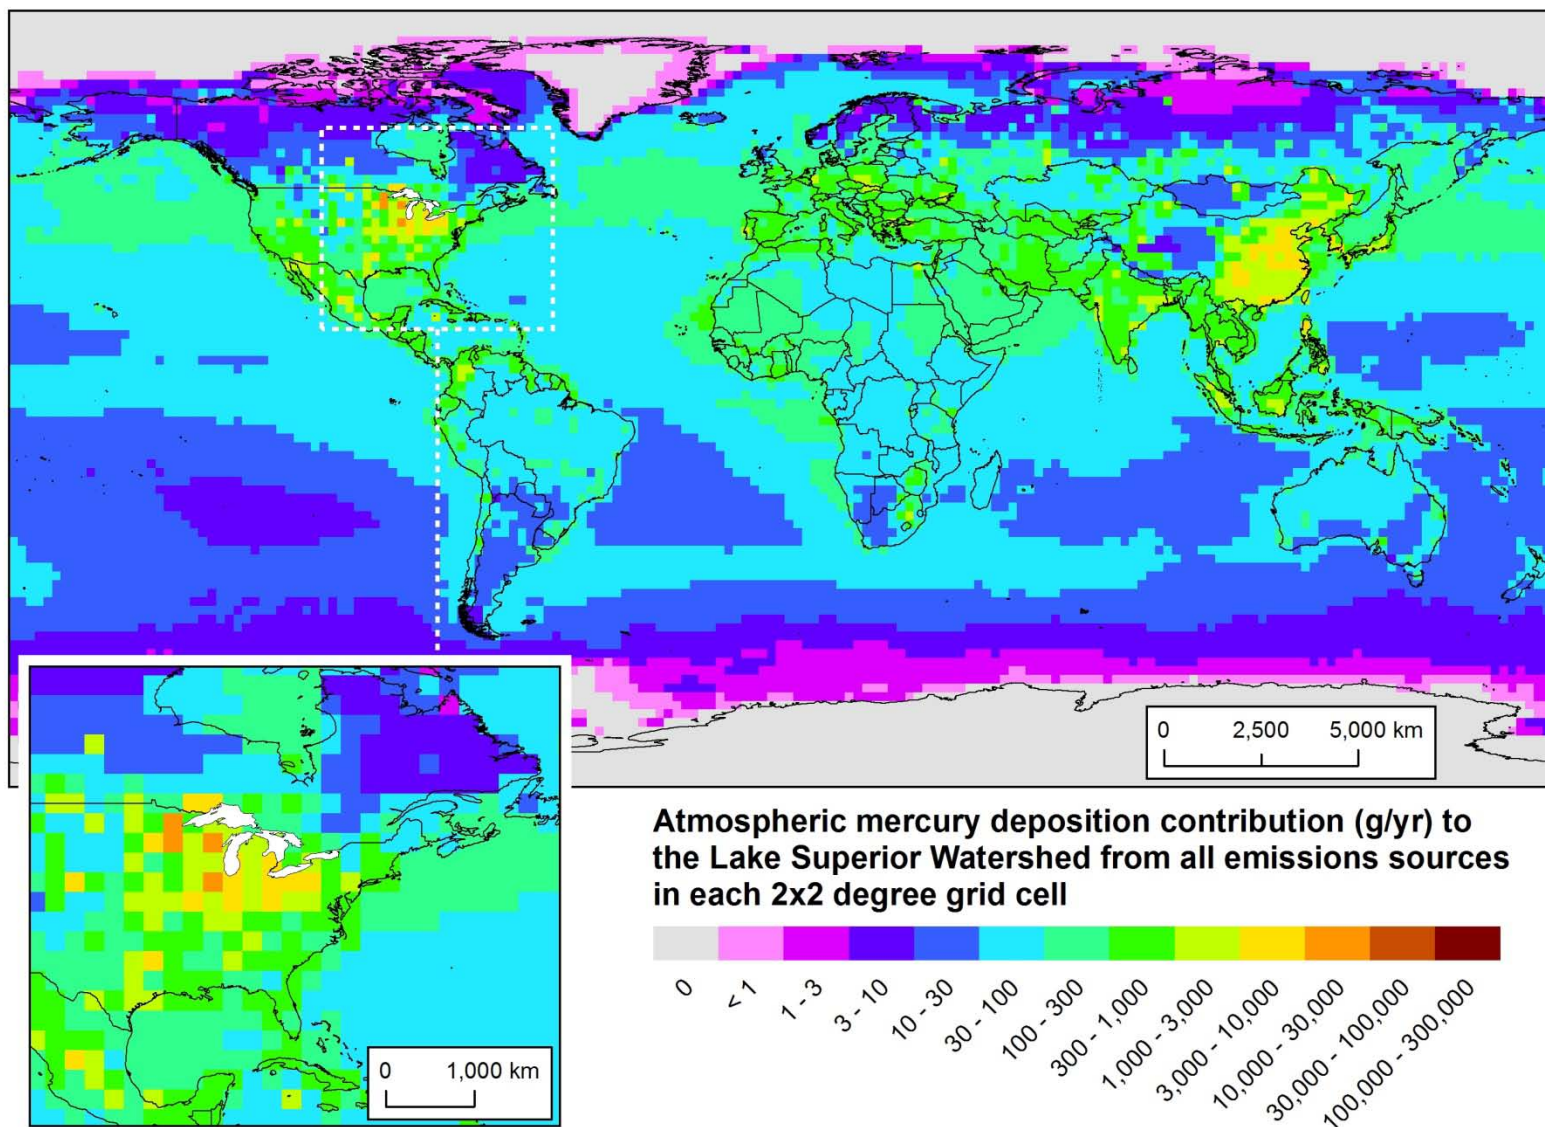 0 2,500 5,000 km
0 1,000 km
Atmospheric mercury deposition contribution (g/yr) to
the Lake Superior Watershed from all emissions sources
in each 2x2 degree grid cell
0
< 1
1 - 3
3 - 10
10 - 30
30 - 100
100 - 300
300 - 1,000
1,000 - 3,000
3,000 - 10,000
10,000 - 30,000
30,000 - 100,000
100,000 - 300,000